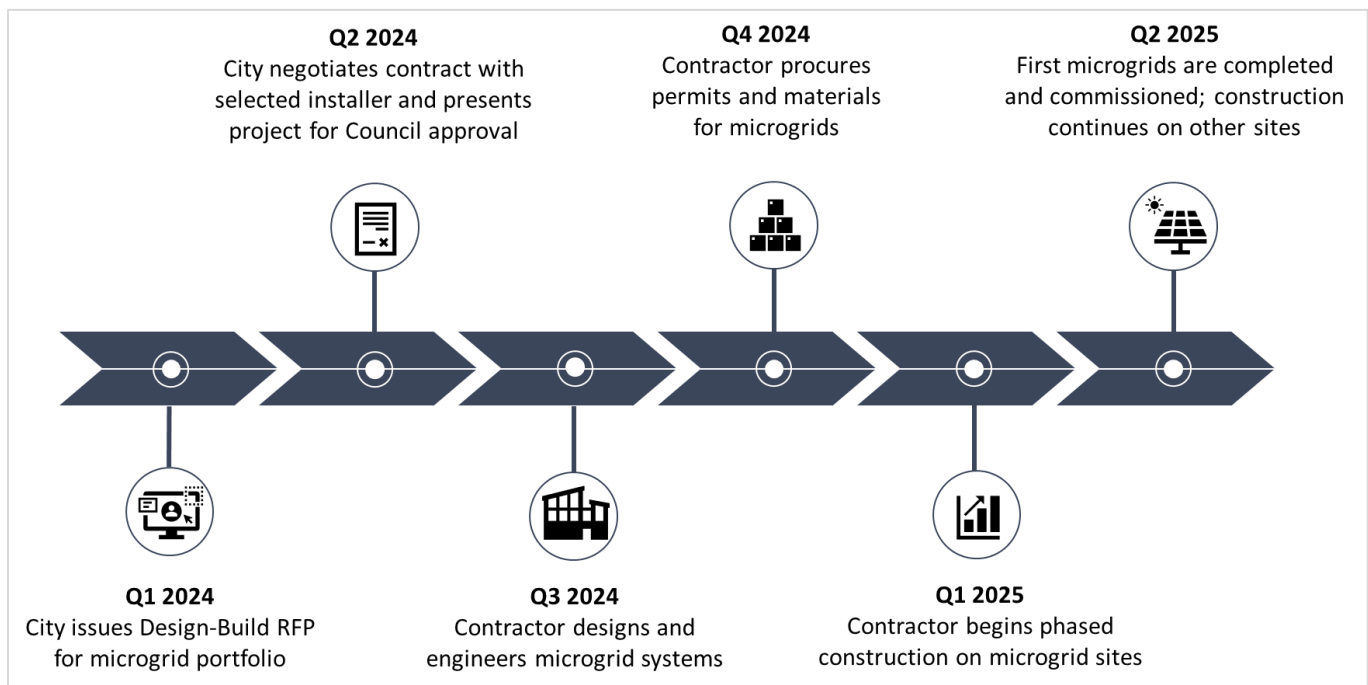 Q2 2024
City negotiates contract with
selected installer and presents
project for Council approval
Q4 2024
Contractor procures
permits and materials
for microgrids
Q2 2025
First microgrids are completed
and commissioned; construction
continues on other sites
Q1 2024
City issues Design-Build RFP
for microgrid portfolio
Q3 2024
Contractor designs and
engineers microgrid systems
Q1 2025
Contractor begins phased
construction on microgrid sites